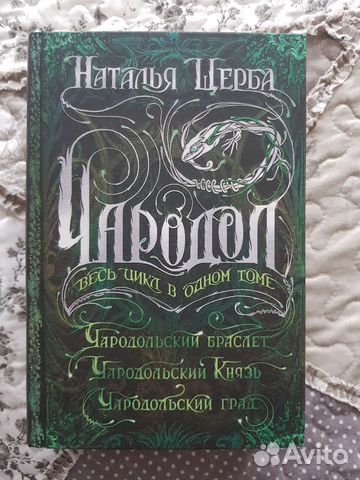 Наталья Щерба
Чародол
весь цикл в одном томе
Чародольский браслет
Чародольский Князь
Чародольский град
Avito